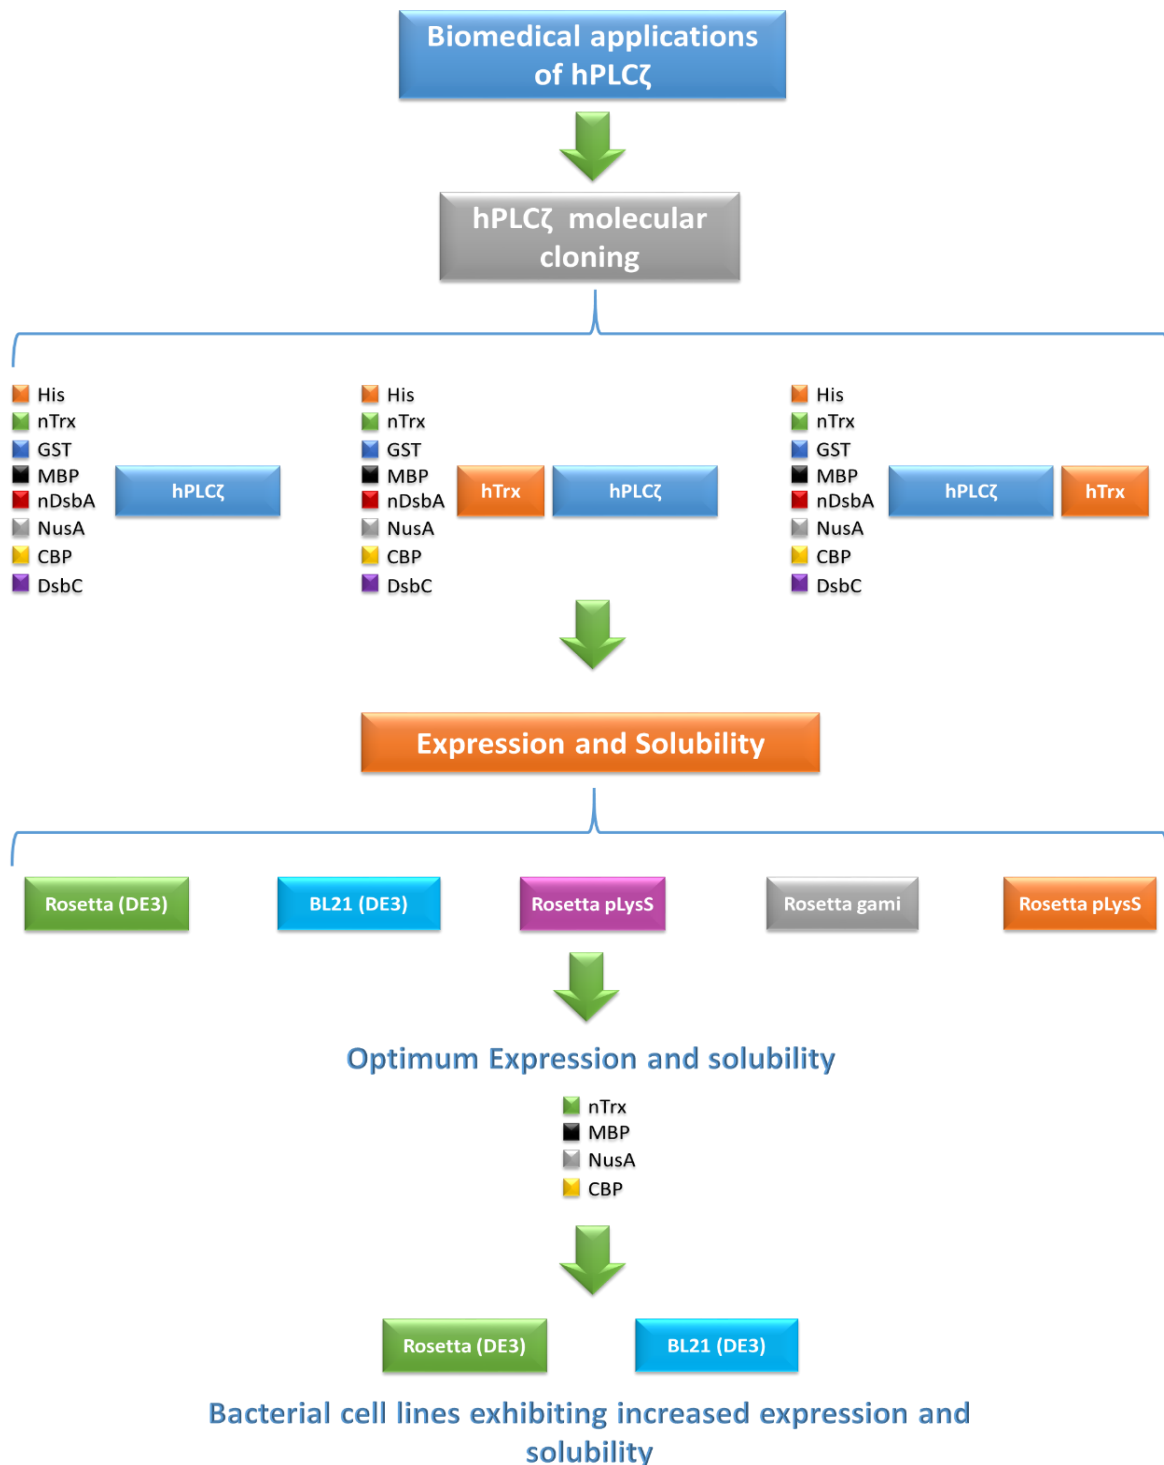 Biomedical applications
of hPLCζ
hPLCζ molecular
cloning
His
nTrx
GST
MBP
nDsbA
NusA
CBP
DsbC
hPLCζ
His
nTrx
GST
MBP
nDsbA
NusA
CBP
DsbC
hTrx
hPLCζ
His
nTrx
GST
MBP
nDsbA
NusA
CBP
DsbC
hPLCζ
hTrx
Expression and Solubility
Rosetta (DE3)
BL21 (DE3)
Rosetta pLysS
Rosetta gami
Rosetta pLysS
Optimum Expression and solubility
nTrx
MBP
NusA
CBP
Rosetta (DE3)
BL21 (DE3)
Bacterial cell lines exhibiting increased expression and
solubility